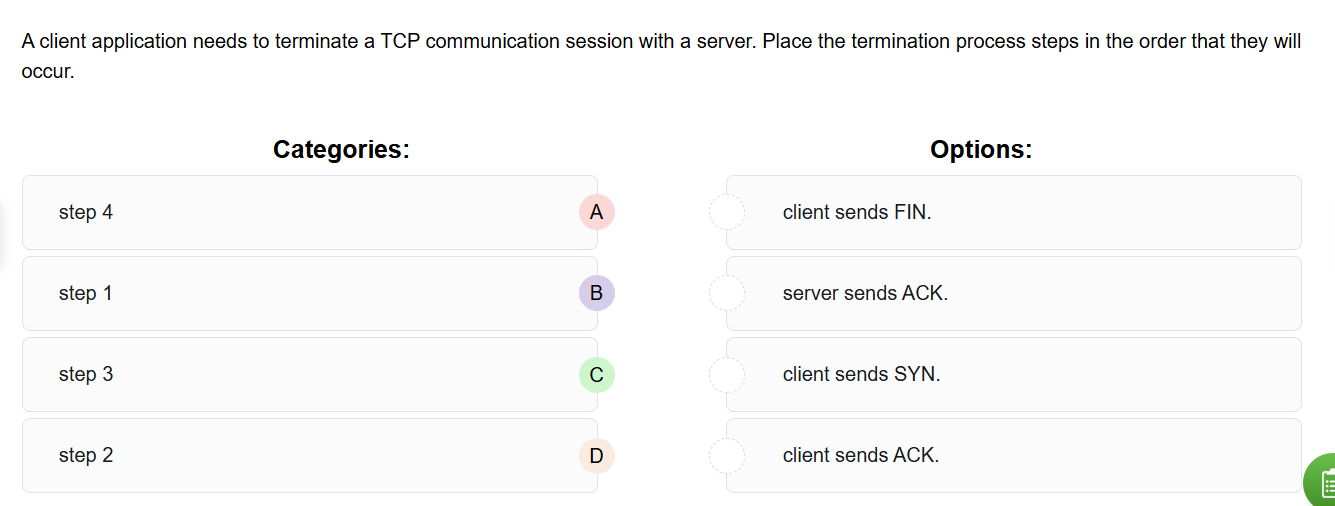 A client application needs to terminate a TCP communication session with a server. Place the termination process steps in the order that they will
occur.
Categories:
Options:
step 4
A
client sends FIN.
step 1
B
server sends ACK.
step 3
C
client sends SYN.
step 2
D
client sends ACK.